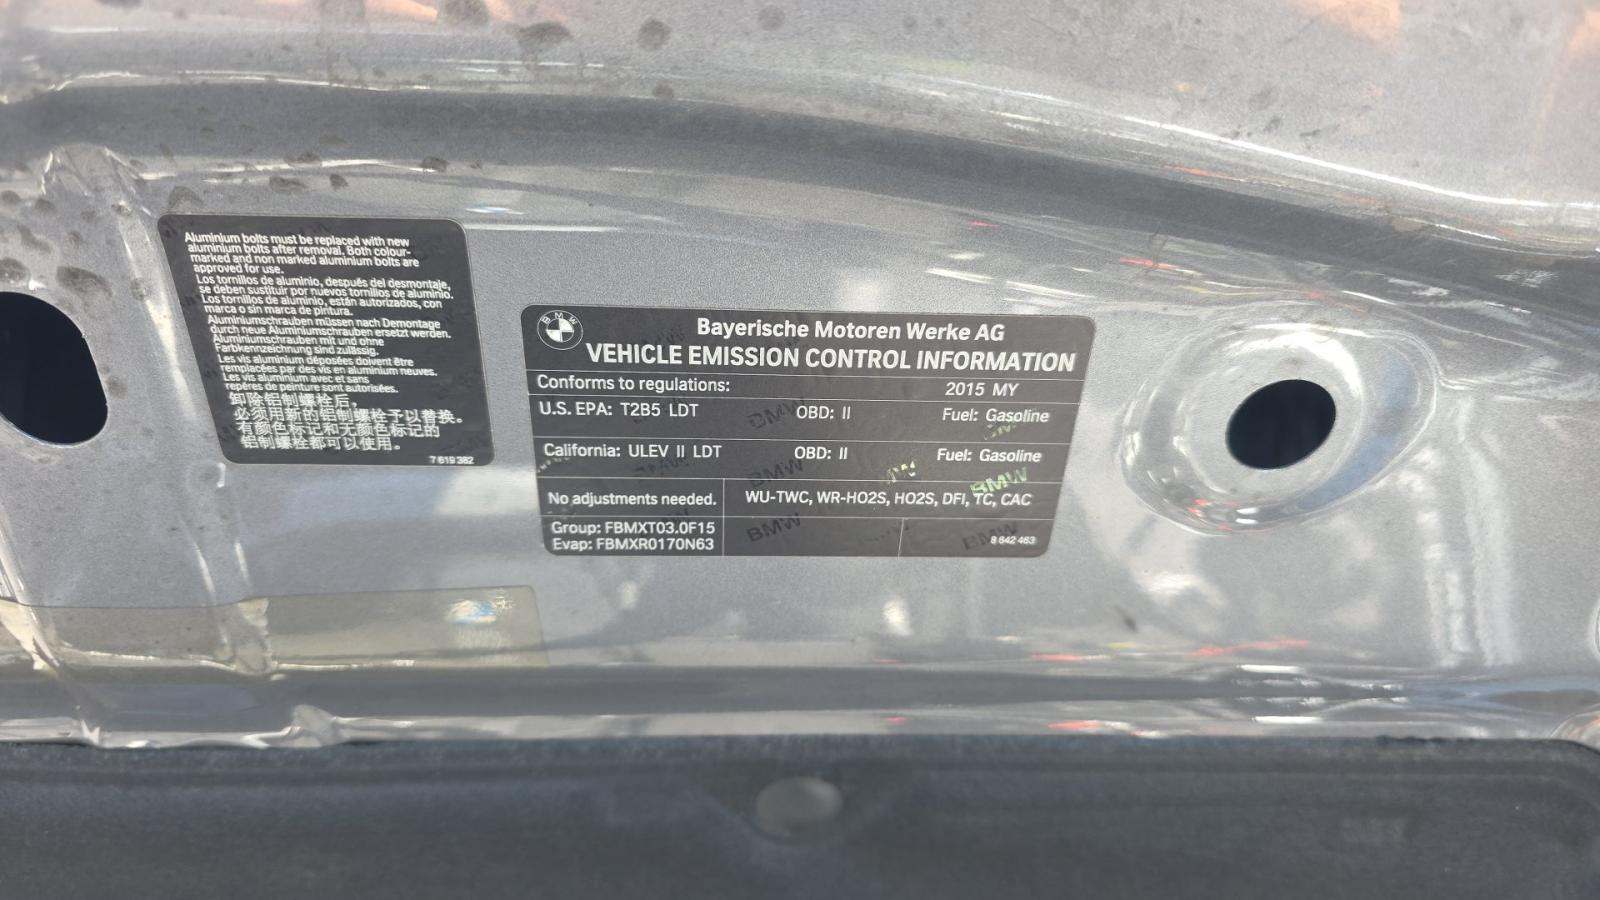 Aluminium bolts must be replaced with new
aluminium bolts after removal. Both colour-
marked and non marked aluminium bolts are
approved for use.
Los tornillos de aluminio, después del desmontaje,
se deben sustituir por nuevos tornillos de aluminio.
Los tornillos de aluminio, están autorizados, con
marca o sin marca de pintura.
Aluminiumschrauben müssen nach Demontage
durch neue Aluminiumschrauben ersetzt werden.
Aluminiumschrauben mit und ohne
Farbkennzeichnung sind zulässig.
Les vis aluminium déposées doivent être
remplacées par des vis en aluminium neuves.
Les vis aluminium avec et sans
repères de peinture sont autorisées.
卸除铝制螺栓后,
必须用新的铝制螺栓予以替换。
有颜色标记和无颜色标记的
铝制螺栓都可以使用。
7 619 382
BMW
Bayerische Motoren Werke AG
VEHICLE EMISSION CONTROL INFORMATION
Conforms to regulations: 2015 MY
U.S. EPA: T2B5 LDT OBD: II Fuel: Gasoline
California: ULEV II LDT OBD: II Fuel: Gasoline
No adjustments needed. WU-TWC, WR-HO2S, HO2S, DFI, TC, CAC
Group: FBMXT03.0F15
Evap: FBMXR0170N63
8 642 463
BMW
BMW
BMW
BMW